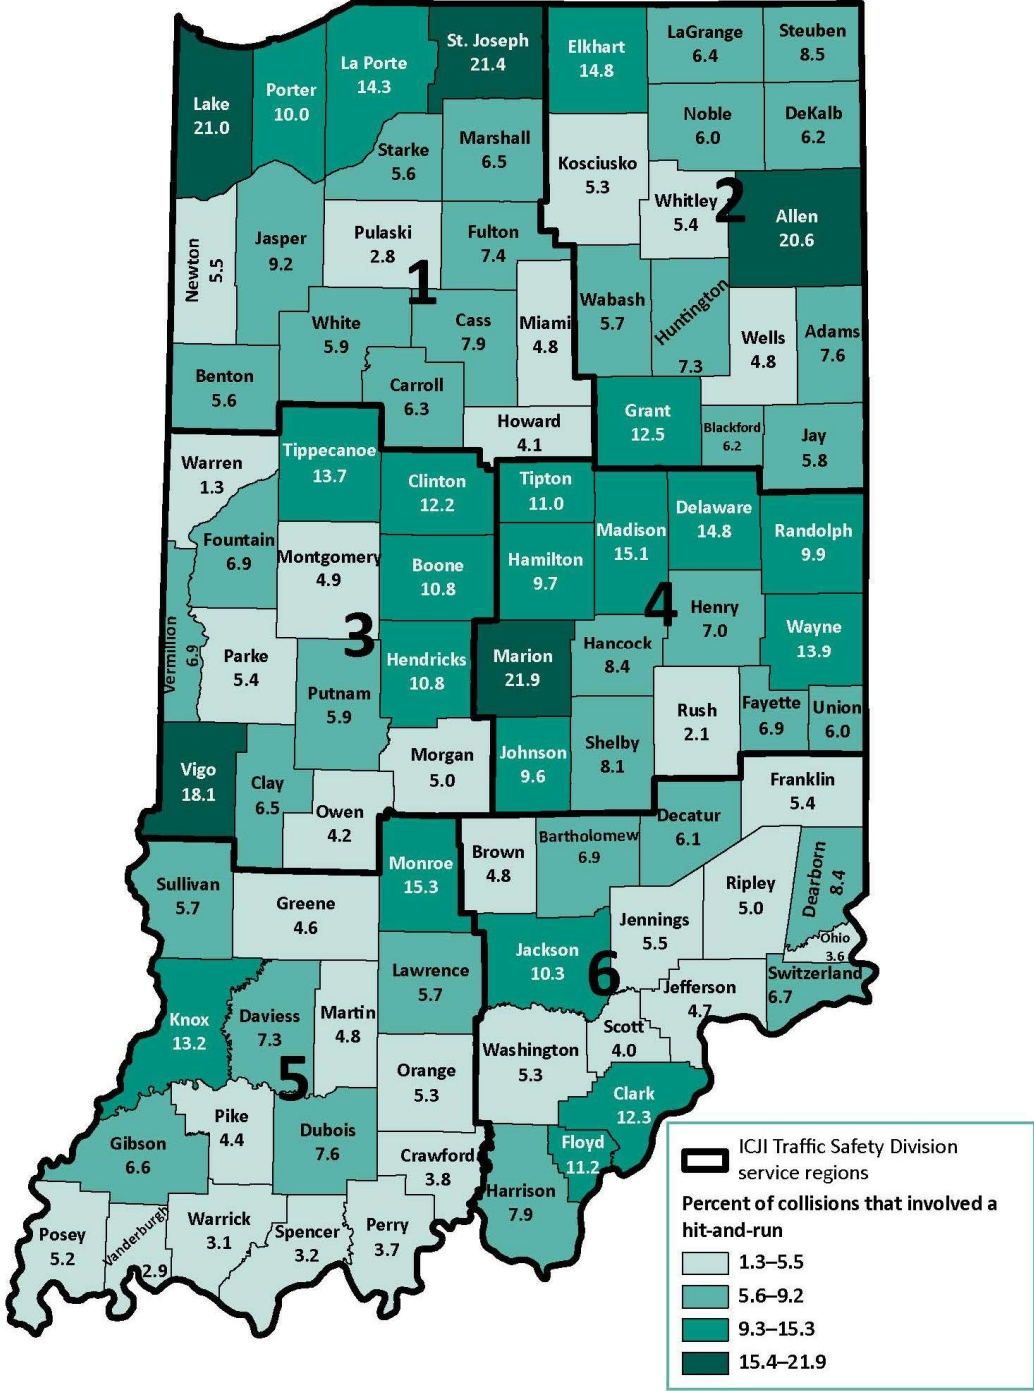 St. Joseph
21.4
Elkhart
14.8
LaGrange
6.4
Steuben
8.5
La Porte
14.3
Porter
10.0
Lake
21.0
Noble
6.0
DeKalb
6.2
Marshall
6.5
Starke
5.6
Kosciusko
5.3
Whitley
5.4
2
Allen
20.6
Newton
5.5
Jasper
9.2
Pulaski
2.8
Fulton
7.4
1
Wabash
5.7
Huntington
7.3
Wells
4.8
Adams
7.6
White
5.9
Cass
7.9
Miami
4.8
Benton
5.6
Carroll
6.3
Howard
4.1
Grant
12.5
Blackford
6.2
Jay
5.8
Warren
1.3
Tippecanoe
13.7
Clinton
12.2
Tipton
11.0
Madison
15.1
Delaware
14.8
Randolph
9.9
Fountain
6.9
Montgomery
4.9
Boone
10.8
Hamilton
9.7
4
Henry
7.0
Wayne
13.9
3
Vermillion
6.9
Parke
5.4
Putnam
5.9
Hendricks
10.8
Marion
21.9
Hancock
8.4
Rush
2.1
Fayette
6.9
Union
6.0
Vigo
18.1
Clay
6.5
Owen
4.2
Morgan
5.0
Johnson
9.6
Shelby
8.1
Franklin
5.4
Decatur
6.1
Sullivan
5.7
Greene
4.6
Monroe
15.3
Brown
4.8
Bartholomew
6.9
Jennings
5.5
Ripley
5.0
Dearborn
8.4
Ohio
3.6
Switzerland
6.7
Jackson
10.3
6
Jefferson
4.7
Lawrence
5.7
Knox
13.2
Daviess
7.3
Martin
4.8
5
Scott
4.0
Washington
5.3
Orange
5.3
Clark
12.3
Floyd
11.2
Harrison
7.9
Pike
4.4
Dubois
7.6
Gibson
6.6
Crawford
3.8
Posey
5.2
Vanderburgh
2.9
Warrick
3.1
Spencer
3.2
Perry
3.7
ICJI Traffic Safety Division
service regions
Percent of collisions that involved a
hit-and-run
1.3–5.5
5.6–9.2
9.3–15.3
15.4–21.9